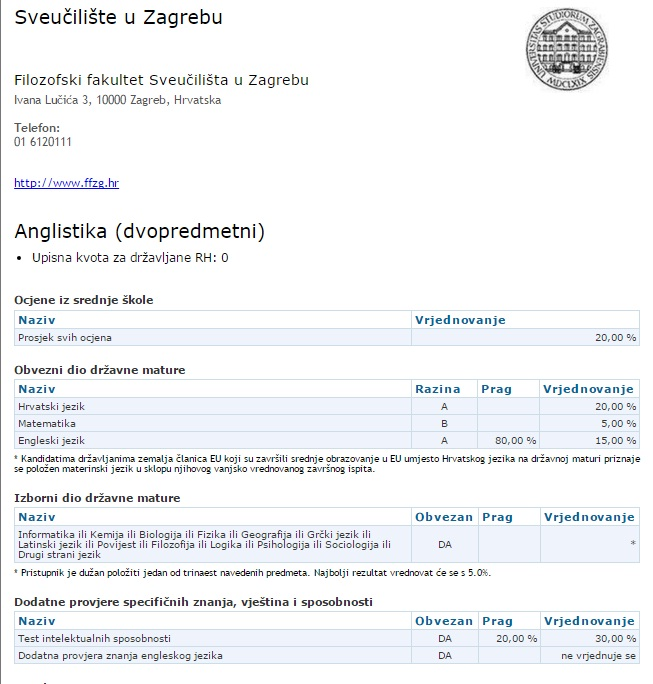 Sveučilište u Zagrebu
UNIVERSITAS STUDIORUM ZAGRABIENSIS MDCLXIX
Filozofski fakultet Sveučilišta u Zagrebu
Ivana Lučića 3, 10000 Zagreb, Hrvatska
Telefon:
01 6120111
http://www.ffzg.hr
Anglistika (dvopredmetni)
• Upisna kvota za državljane RH: 0
Ocjene iz srednje škole
Naziv Vrjednovanje
Prosjek svih ocjena 20,00 %
Obvezni dio državne mature
Naziv Razina Prag Vrjednovanje
Hrvatski jezik A 20,00 %
Matematika B 5,00 %
Engleski jezik A 80,00 % 15,00 %
* Kandidatima državljanima zemalja članica EU koji su završili srednje obrazovanje u EU umjesto Hrvatskog jezika na državnoj maturi priznaje
se položen materinski jezik u sklopu njihovog vanjsko vrednovanog završnog ispita.
Izborni dio državne mature
Naziv Obvezan Prag Vrjednovanje
Informatika ili Kemija ili Biologija ili Fizika ili Geografija ili Grčki jezik ili
Latinski jezik ili Povijest ili Filozofija ili Logika ili Psihologija ili Sociologija ili
Drugi strani jezik DA *
* Pristupnik je dužan položiti jedan od trinaest navedenih predmeta. Najbolji rezultat vrednovat će se s 5.0%.
Dodatne provjere specifičnih znanja, vještina i sposobnosti
Naziv Obvezan Prag Vrjednovanje
Test intelektualnih sposobnosti DA 20,00 % 30,00 %
Dodatna provjera znanja engleskog jezika DA ne vrjednuje se